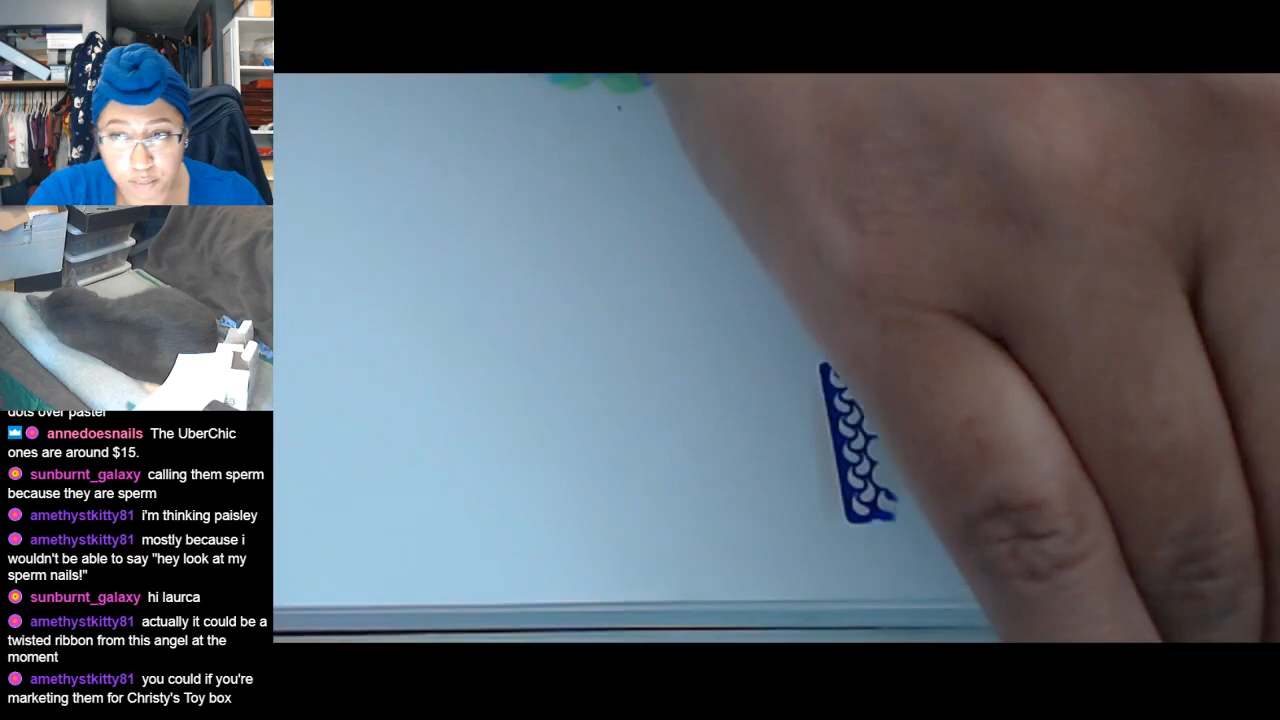 dots over pastel
annedoesnails The UberChic
ones are around $15.
sunburnt_galaxy calling them sperm
because they are sperm
amethystkitty81 i'm thinking paisley
amethystkitty81 mostly because i
wouldn't be able to say "hey look at my
sperm nails!"
sunburnt_galaxy hi laurca
amethystkitty81 actually it could be a
twisted ribbon from this angel at the
moment
amethystkitty81 you could if you're
marketing them for Christy's Toy box